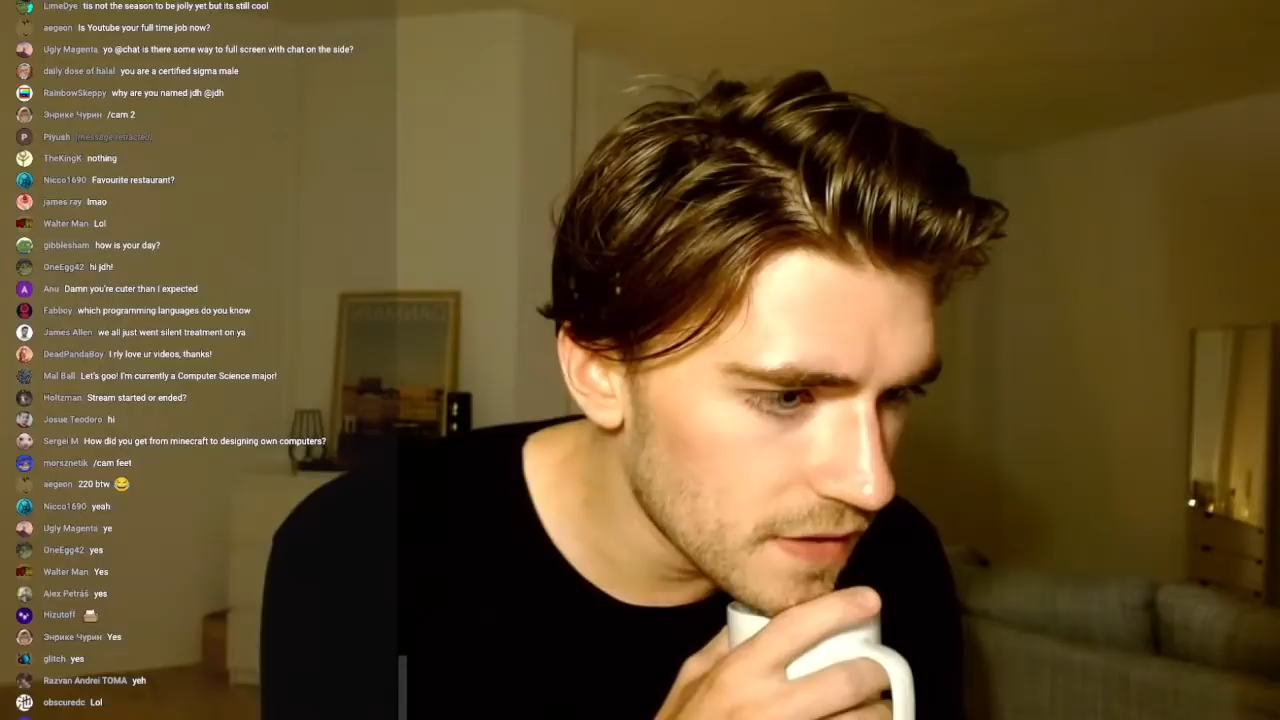 LimeDye tis not the season to be jolly yet but its still cool
aegeon Is Youtube your full time job now?
Ugly Magenta yo @chat is there some way to full screen with chat on the side?
daily dose of halal you are a certified sigma male
RainbowSkeppy why are you named jdh @jdh
Энрике Чурин /cam 2
P Piyush [message retracted]
TheKingK nothing
Nicco1690 Favourite restaurant?
james ray lmao
Walter Man Lol
gibblesham how is your day?
OneEgg42 hi jdh!
A Anu Damn you're cuter than I expected
Fabboy which programming languages do you know
James Allen we all just went silent treatment on ya
DeadPandaBoy I rly love ur videos, thanks!
Mal Ball Let's goo! I'm currently a Computer Science major!
Holtzman Stream started or ended?
Josue Teodoro hi
Sergei M How did you get from minecraft to designing own computers?
morsznetik /cam feet
aegeon 220 btw 😂
Nicco1690 yeah
Ugly Magenta ye
OneEgg42 yes
Walter Man Yes
Alex Petráš yes
Hizutoff
Энрике Чурин Yes
glitch yes
Razvan Andrei TOMA yeh
obscuredc Lol